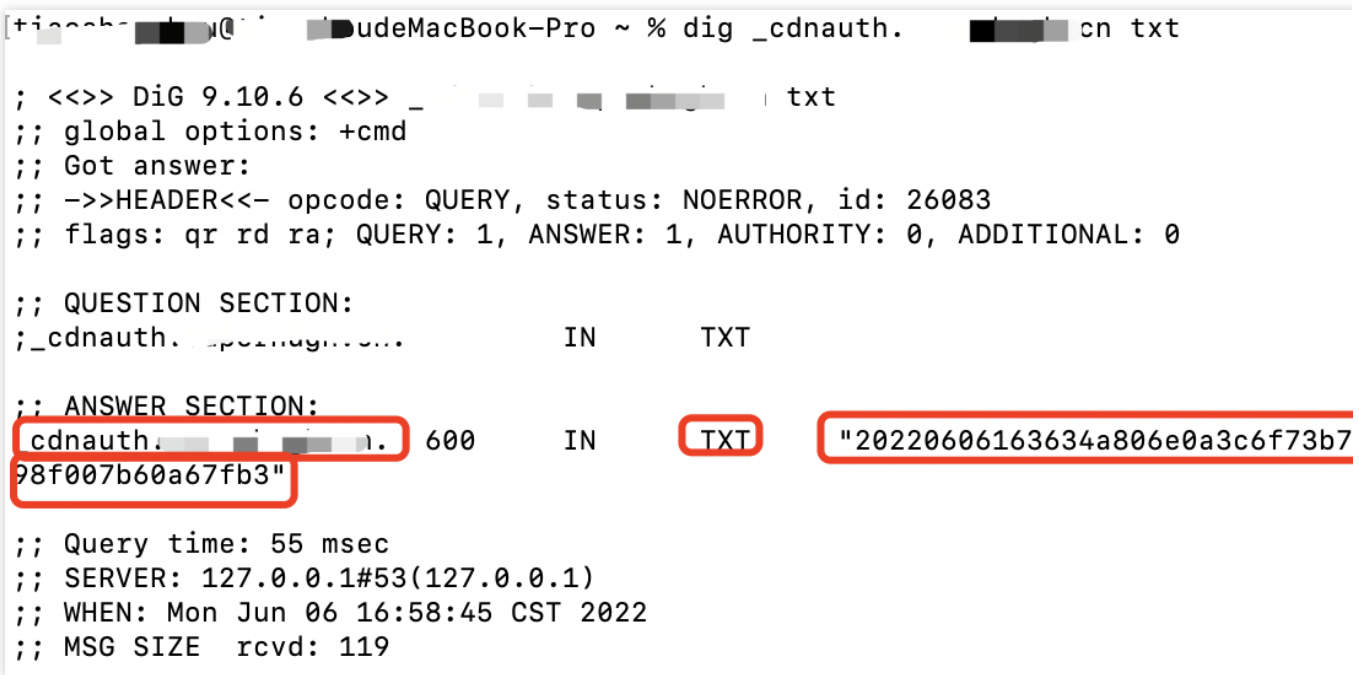 udeMacBook-Pro ~ % dig _cdnauth. cn txt
; <<>> DiG 9.10.6 <<>> _ txt
;; global options: +cmd
;; Got answer:
;; ->>HEADER<<- opcode: QUERY, status: NOERROR, id: 26083
;; flags: qr rd ra; QUERY: 1, ANSWER: 1, AUTHORITY: 0, ADDITIONAL: 0
;; QUESTION SECTION:
;_cdnauth. IN TXT
;; ANSWER SECTION:
cdnauth. 600 IN TXT "20220606163634a806e0a3c6f73b7
98f007b60a67fb3"
;; Query time: 55 msec
;; SERVER: 127.0.0.1#53(127.0.0.1)
;; WHEN: Mon Jun 06 16:58:45 CST 2022
;; MSG SIZE rcvd: 119